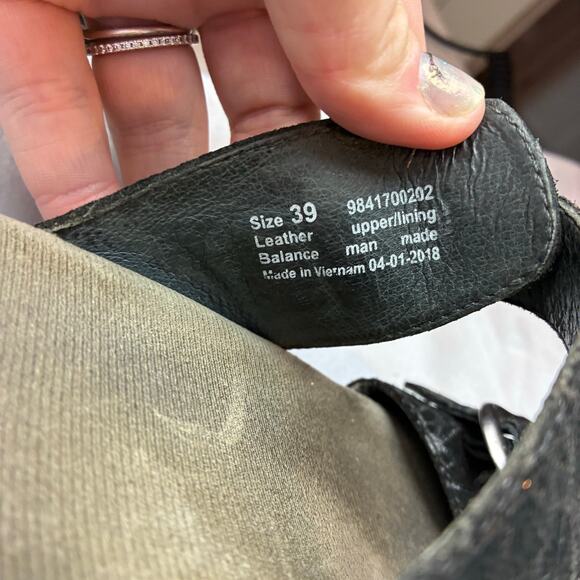 Size 39 9841700202
Leather upper/lining
Balance man made
Made in Vietnam 04-01-2018